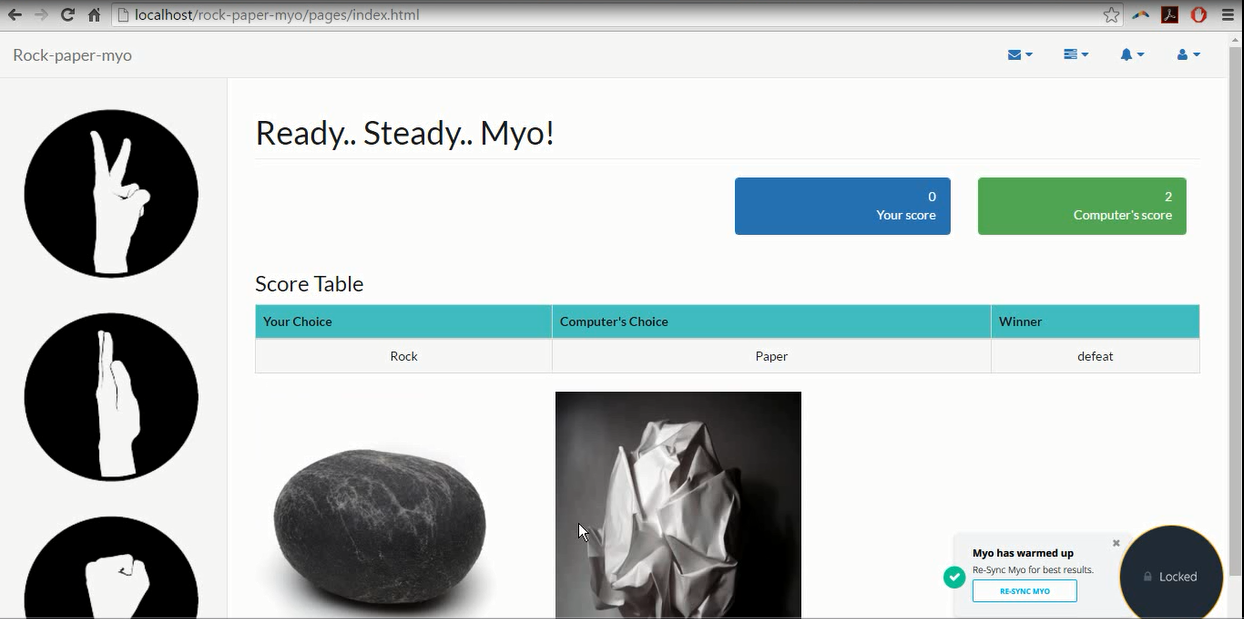 localhost/rock-paper-myo/pages/index.html
Rock-paper-myo
Ready.. Steady.. Myo!
0
Your score
2
Computer's score
Score Table
Your Choice Computer's Choice Winner
Rock Paper defeat
Myo has warmed up
Re-Sync Myo for best results.
RE-SYNC MYO
Locked